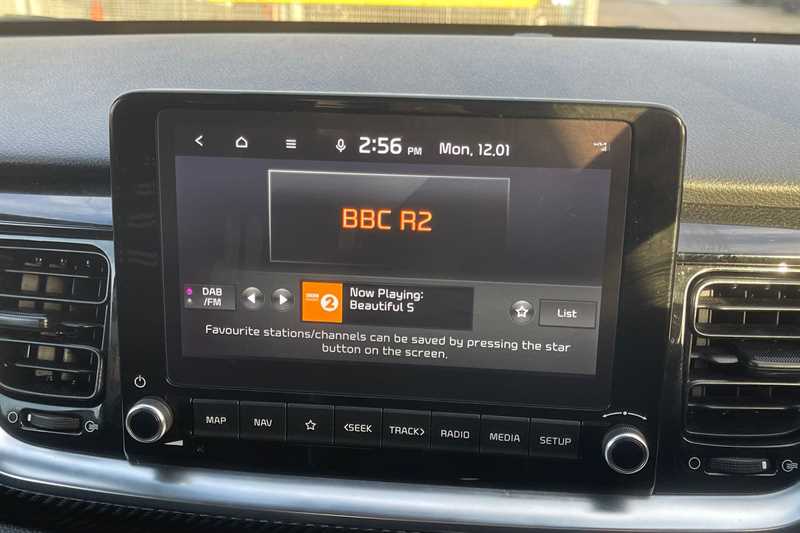 2:56 PM Mon, 12.01
BBC R2
DAB
/FM
2
Now Playing:
Beautiful S
List
Favourite stations/channels can be saved by pressing the star
button on the screen.
MAP
NAV
<SEEK
TRACK>
RADIO
MEDIA
SETUP